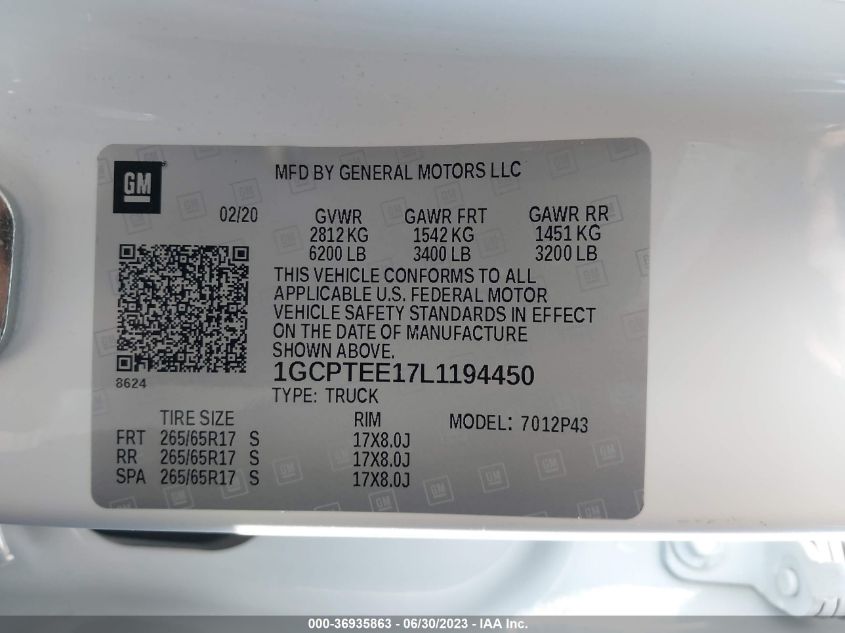 GM
MFD BY GENERAL MOTORS LLC
02/20
GVWR GAWR FRT GAWR RR
2812 KG 1542 KG 1451 KG
6200 LB 3400 LB 3200 LB
THIS VEHICLE CONFORMS TO ALL
APPLICABLE U.S. FEDERAL MOTOR
VEHICLE SAFETY STANDARDS IN EFFECT
ON THE DATE OF MANUFACTURE
SHOWN ABOVE.
8624
1GCPTEE17L1194450
TYPE: TRUCK
TIRE SIZE RIM MODEL: 7012P43
FRT 265/65R17 S 17X8.0J
RR 265/65R17 S 17X8.0J
SPA 265/65R17 S 17X8.0J
000-36935863 - 06/30/2023 - IAA Inc.